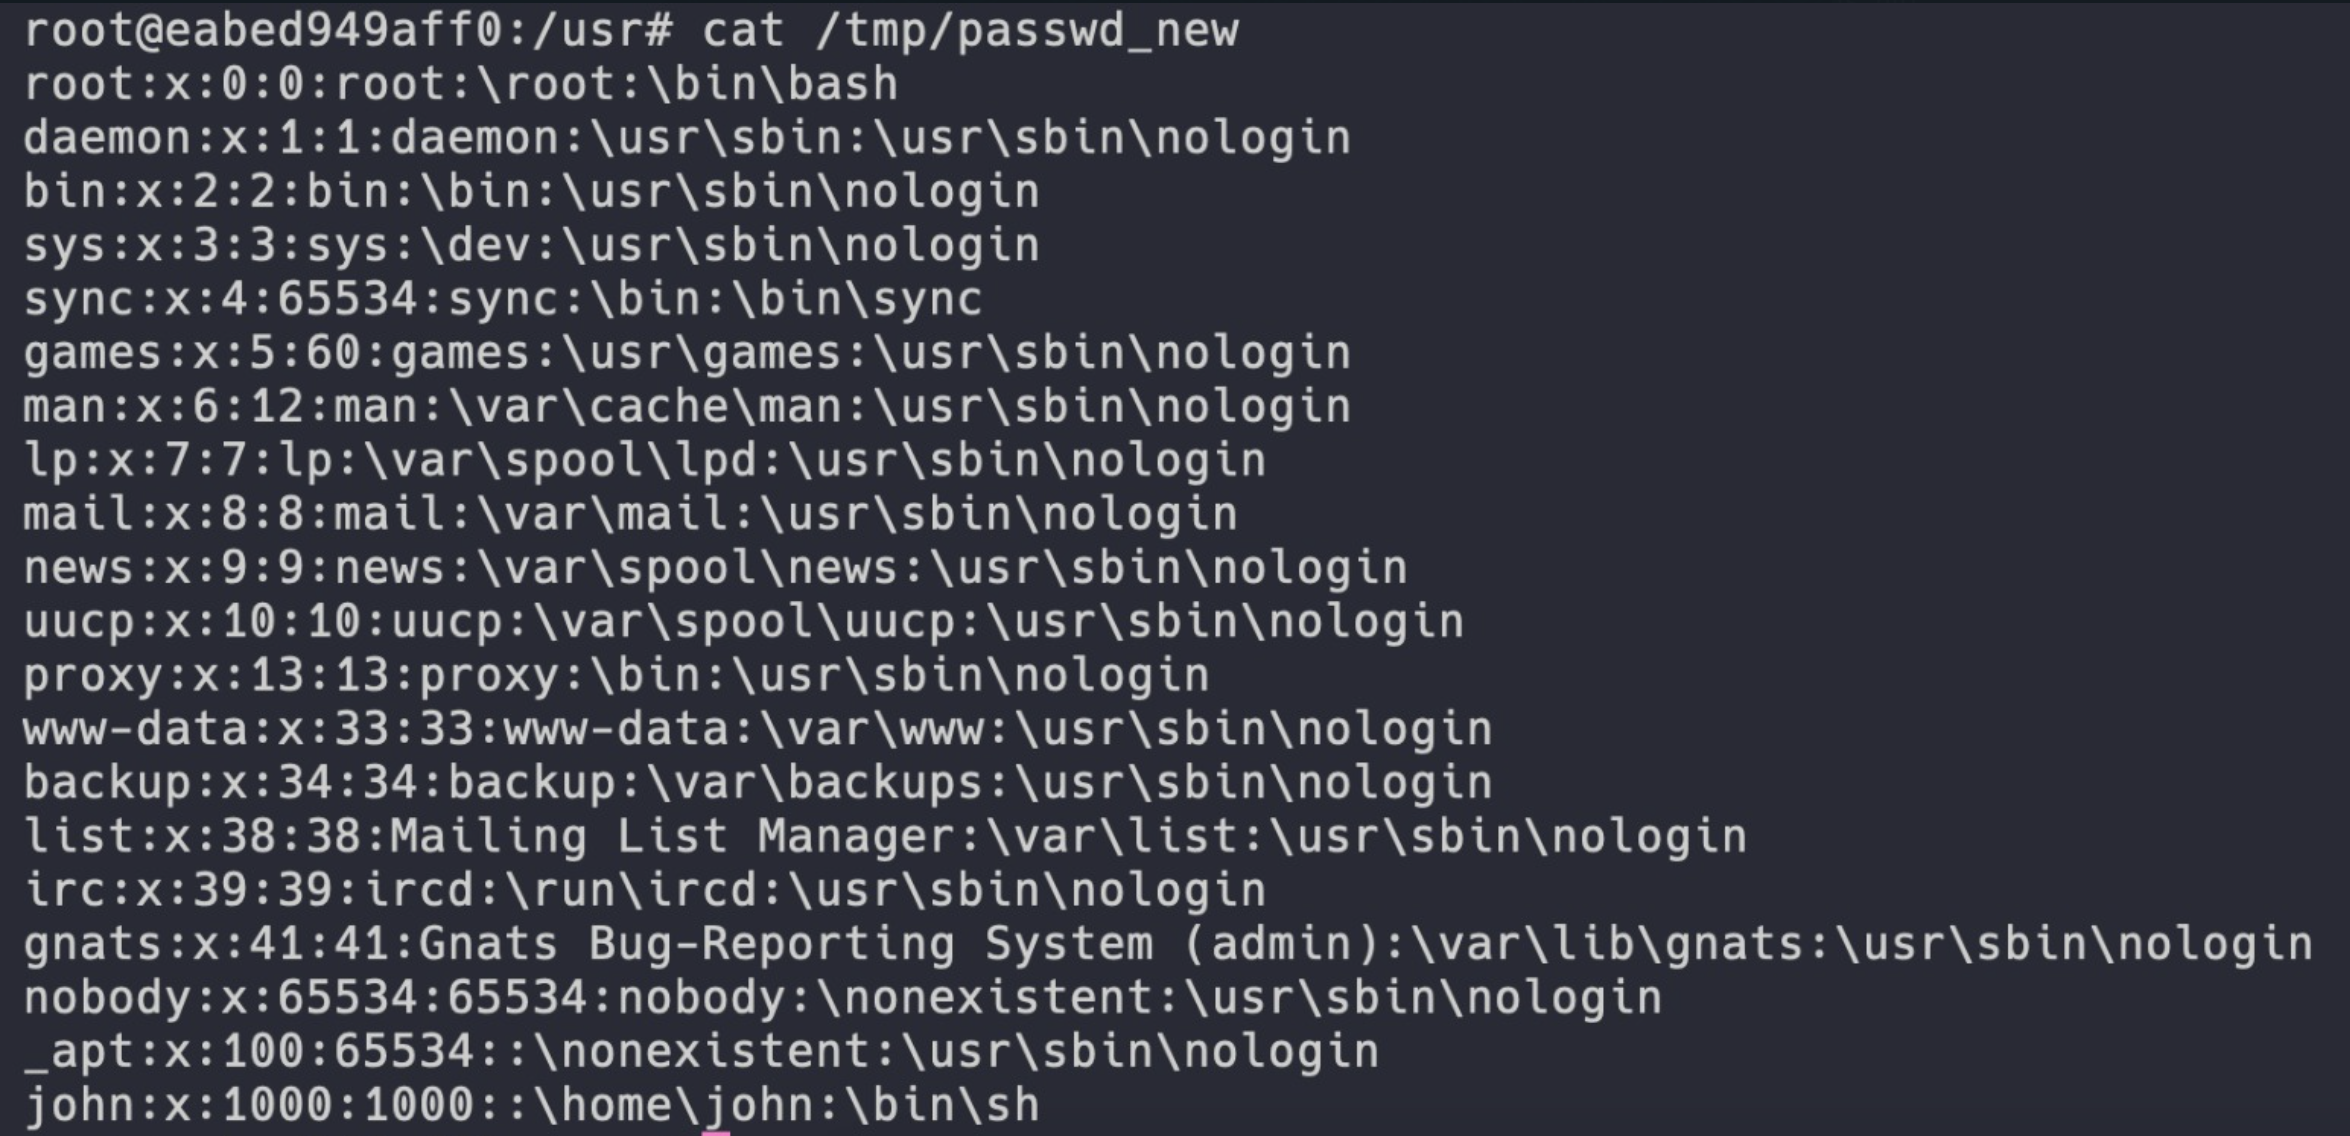 root@eabed949aff0:/usr# cat /tmp/passwd_new
root:x:0:0:root:\root:\bin\bash
daemon:x:1:1:daemon:\usr\sbin:\usr\sbin\nologin
bin:x:2:2:bin:\bin:\usr\sbin\nologin
sys:x:3:3:sys:\dev:\usr\sbin\nologin
sync:x:4:65534:sync:\bin:\bin\sync
games:x:5:60:games:\usr\games:\usr\sbin\nologin
man:x:6:12:man:\var\cache\man:\usr\sbin\nologin
lp:x:7:7:lp:\var\spool\lpd:\usr\sbin\nologin
mail:x:8:8:mail:\var\mail:\usr\sbin\nologin
news:x:9:9:news:\var\spool\news:\usr\sbin\nologin
uucp:x:10:10:uucp:\var\spool\uucp:\usr\sbin\nologin
proxy:x:13:13:proxy:\bin:\usr\sbin\nologin
www-data:x:33:33:www-data:\var\www:\usr\sbin\nologin
backup:x:34:34:backup:\var\backups:\usr\sbin\nologin
list:x:38:38:Mailing List Manager:\var\list:\usr\sbin\nologin
irc:x:39:39:ircd:\run\ircd:\usr\sbin\nologin
gnats:x:41:41:Gnats Bug-Reporting System (admin):\var\lib\gnats:\usr\sbin\nologin
nobody:x:65534:65534:nobody:\nonexistent:\usr\sbin\nologin
_apt:x:100:65534::\nonexistent:\usr\sbin\nologin
john:x:1000:1000::\home\john:\bin\sh